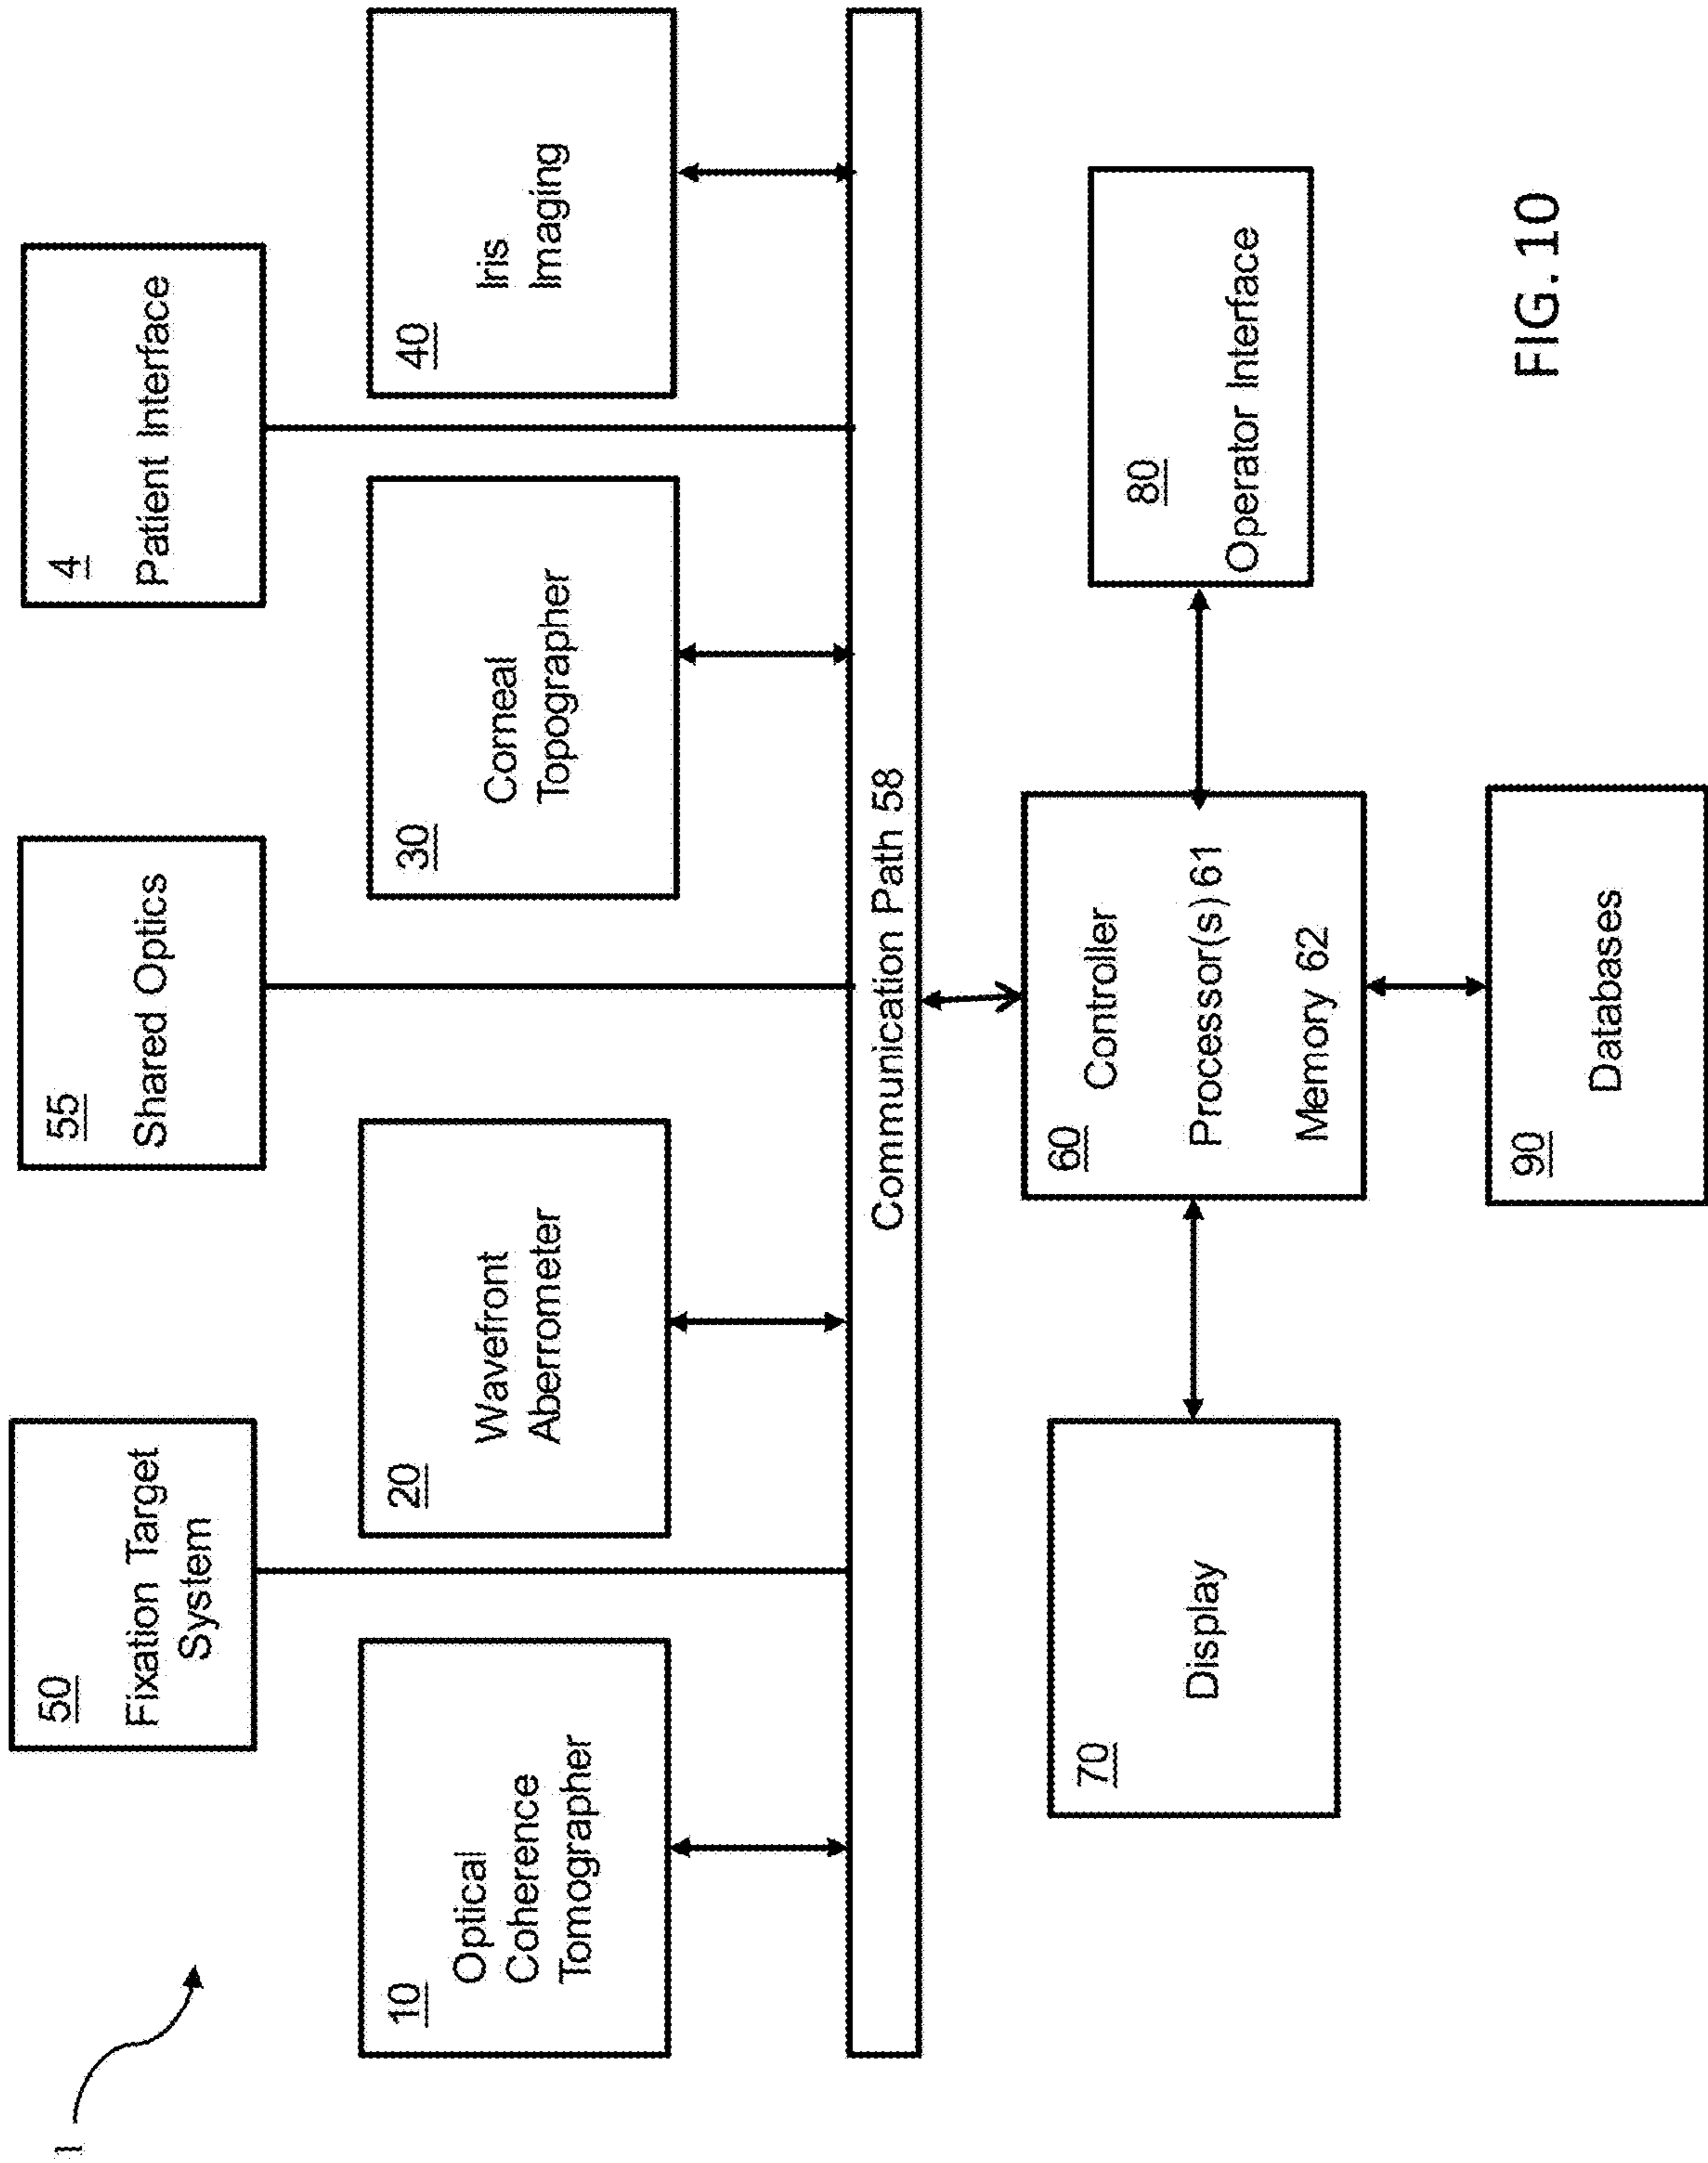 1
50
Fixation Target
System
55
Shared Optics
4
Patient Interface
10
Optical
Coherence
Tomographer
20
Wavefront
Aberrometer
30
Corneal
Topographer
40
Iris
Imaging
Communication Path 58
70
Display
60
Controller
Processor(s) 61
Memory 62
80
Operator Interface
90
Databases
FIG. 10